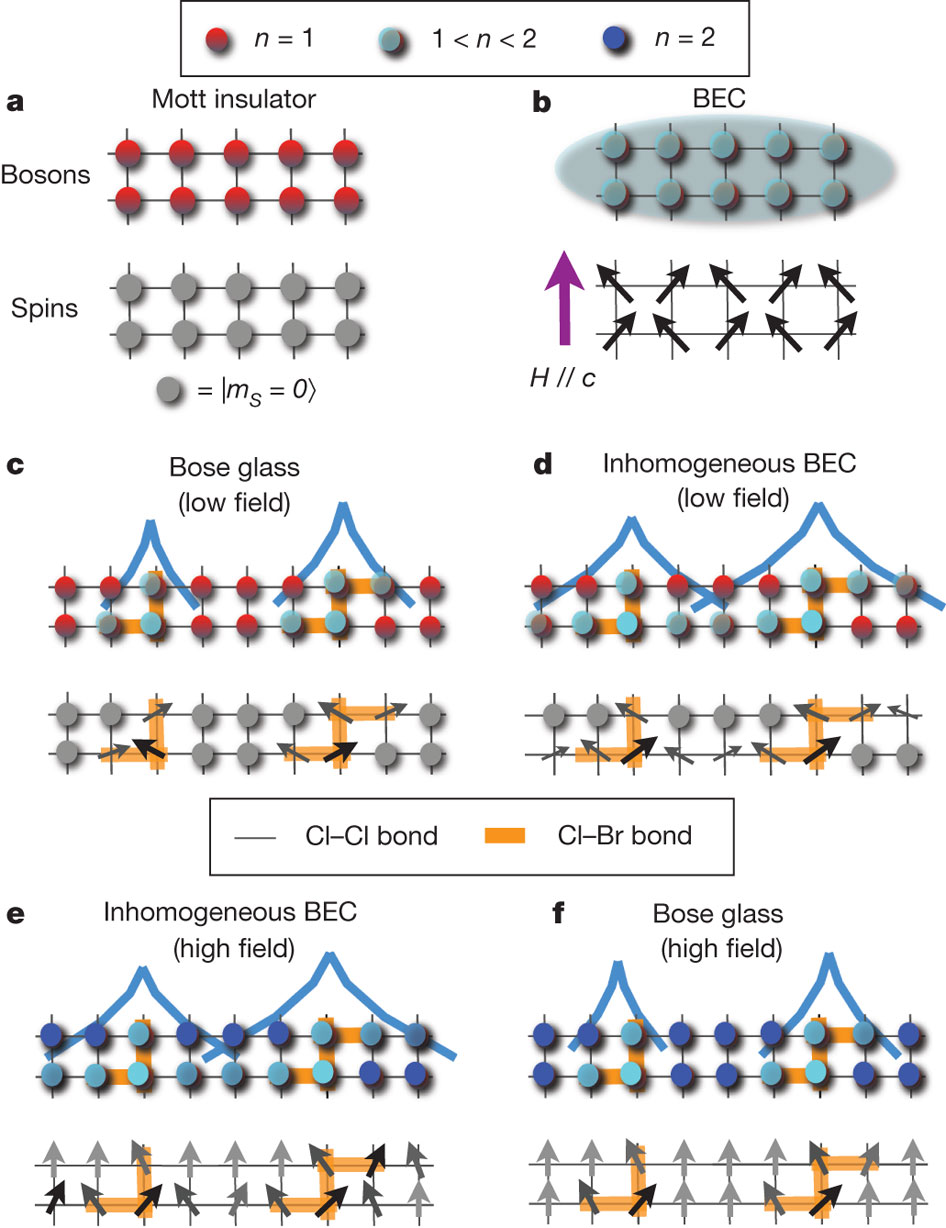 n = 1
1 < n < 2
n = 2
a
Mott insulator
b
BEC
Bosons
Spins
= |mS = 0⟩
H // c
c
Bose glass
(low field)
d
Inhomogeneous BEC
(low field)
Cl–Cl bond
Cl–Br bond
e
Inhomogeneous BEC
(high field)
f
Bose glass
(high field)